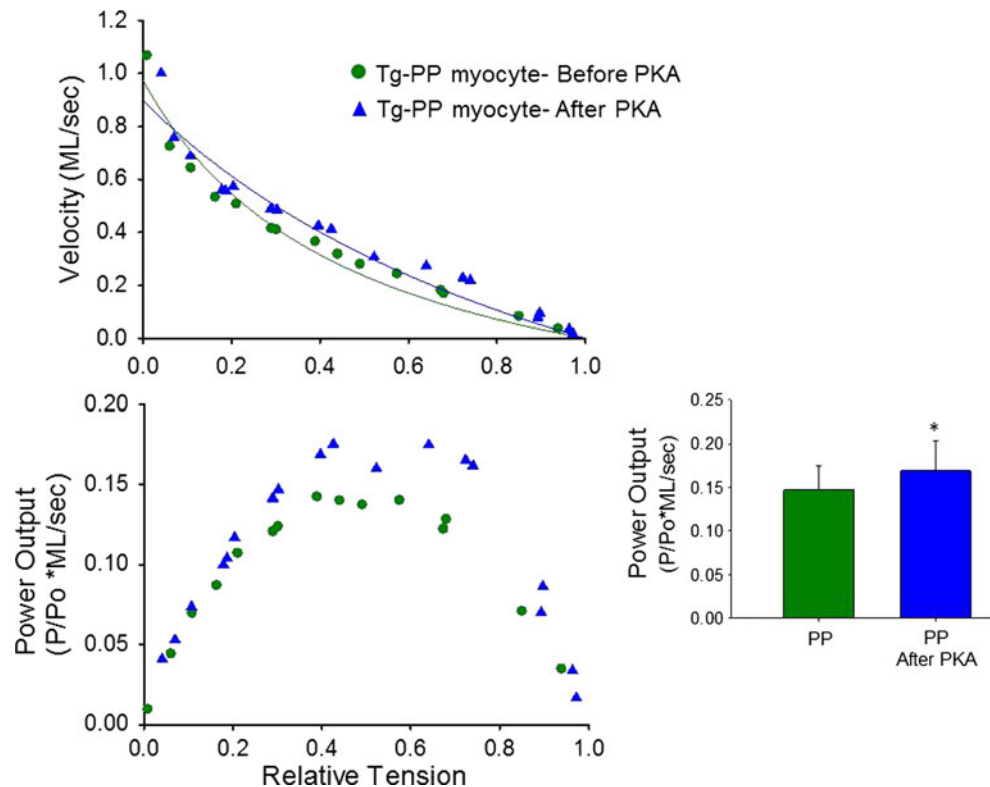 1.2
1.0
0.8
0.6
0.4
0.2
0.0
Velocity (ML/sec)
Tg-PP myocyte- Before PKA
Tg-PP myocyte- After PKA
0.0 0.2 0.4 0.6 0.8 1.0
0.20
0.15
0.10
0.05
0.00
Power Output
(P/Po *ML/sec)
0.0 0.2 0.4 0.6 0.8 1.0
Relative Tension
0.25
0.20
0.15
0.10
0.05
0.00
Power Output
(P/Po*ML/sec)
*
PP PP
After PKA